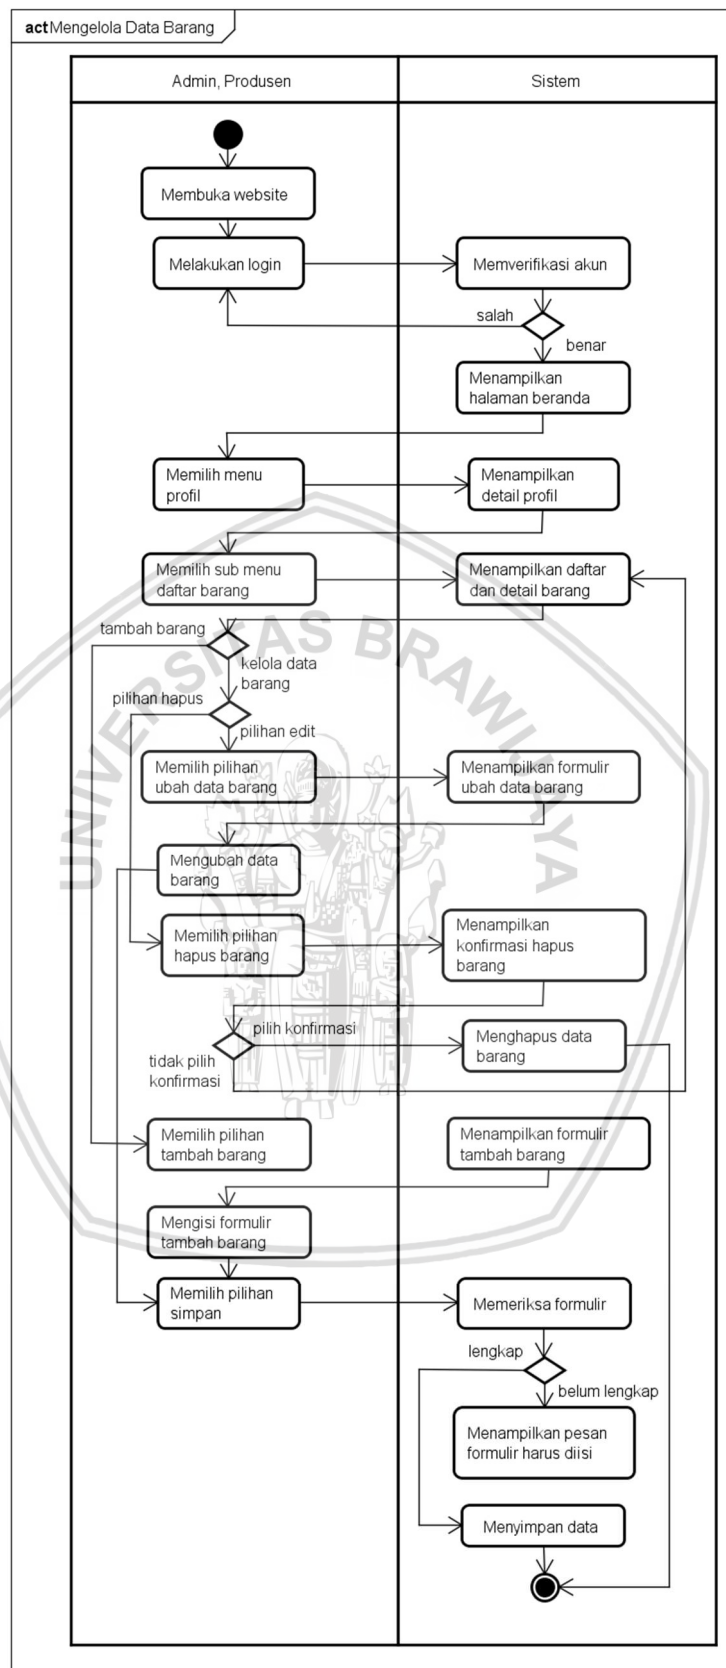 act Mengelola Data Barang
Admin, Produsen
Sistem
Membuka website
Melakukan login
Memverifikasi akun
salah
benar
Menampilkan
halaman beranda
Memilih menu
profil
Menampilkan
detail profil
Memilih sub menu
daftar barang
Menampilkan daftar
dan detail barang
tambah barang
kelola data
barang
pilihan hapus
pilihan edit
Memilih pilihan
ubah data barang
Menampilkan formulir
ubah data barang
Mengubah data
barang
Memilih pilihan
hapus barang
Menampilkan
konfirmasi hapus
barang
pilih konfirmasi
tidak pilih
konfirmasi
Menghapus data
barang
Memilih pilihan
tambah barang
Menampilkan formulir
tambah barang
Mengisi formulir
tambah barang
Memilih pilihan
simpan
Memeriksa formulir
lengkap
belum lengkap
Menampilkan pesan
formulir harus diisi
Menyimpan data
UNIVERSITAS BRAWIJAYA